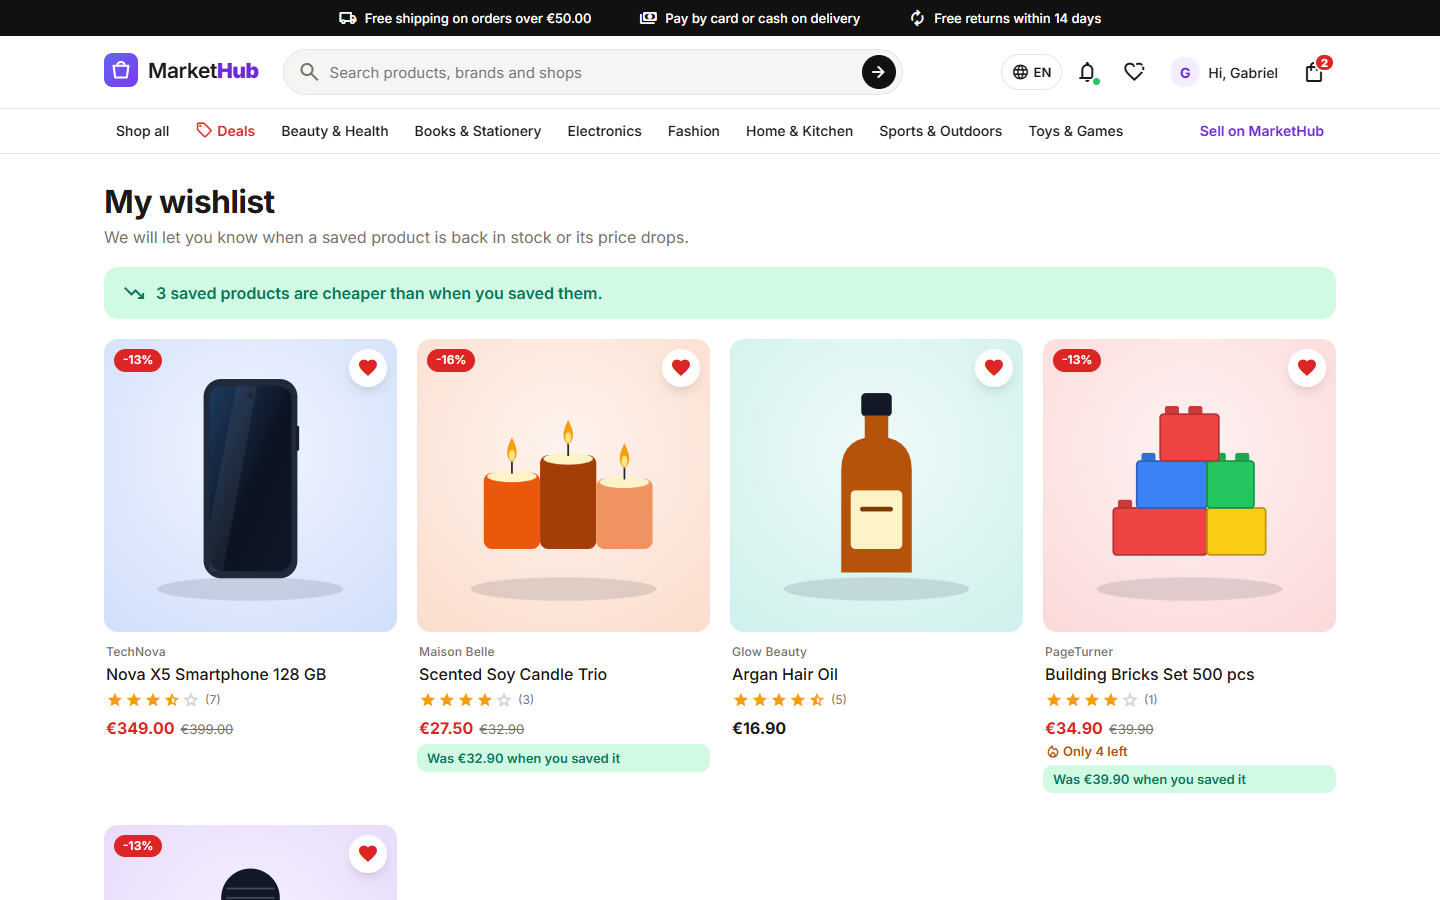 Free shipping on orders over €50.00
Pay by card or cash on delivery
Free returns within 14 days
MarketHub
Search products, brands and shops
EN
G
Hi, Gabriel
2
Shop all
Deals
Beauty & Health
Books & Stationery
Electronics
Fashion
Home & Kitchen
Sports & Outdoors
Toys & Games
Sell on MarketHub
My wishlist
We will let you know when a saved product is back in stock or its price drops.
3 saved products are cheaper than when you saved them.
-13%
TechNova
Nova X5 Smartphone 128 GB
(7)
€349.00 €399.00
-16%
Maison Belle
Scented Soy Candle Trio
(3)
€27.50 €32.90
Was €32.90 when you saved it
Glow Beauty
Argan Hair Oil
(5)
€16.90
-13%
PageTurner
Building Bricks Set 500 pcs
(1)
€34.90 €39.90
Only 4 left
Was €39.90 when you saved it
-13%